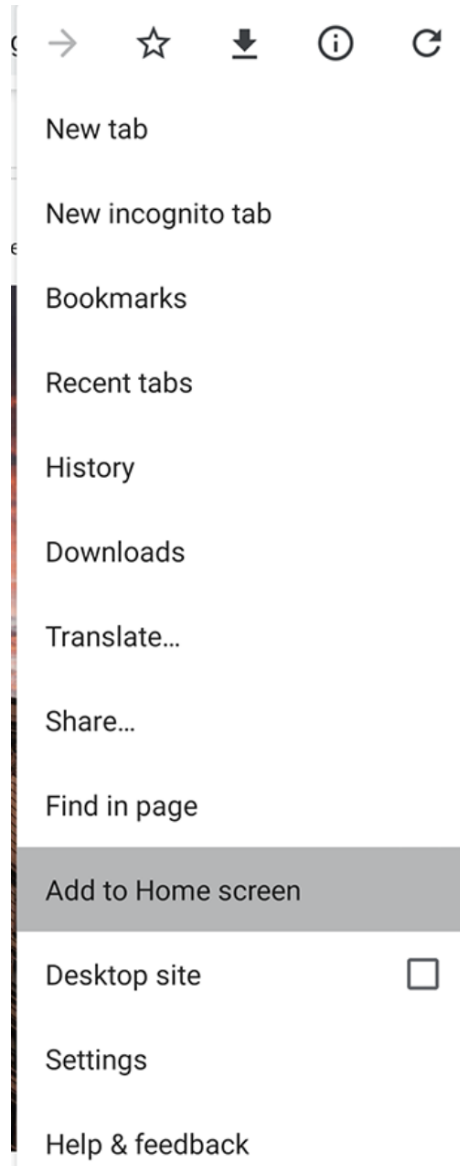 New tab
New incognito tab
Bookmarks
Recent tabs
History
Downloads
Translate…
Share…
Find in page
Add to Home screen
Desktop site
Settings
Help & feedback